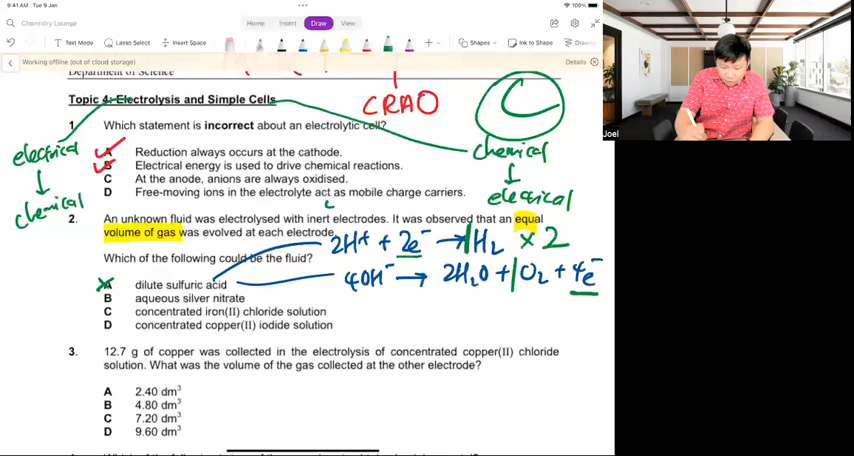 9:41 AM Tue 9 Jan
100%
Chemistry Lounge
Home Insert Draw View
Text Mode Lasso Select Insert Space Shapes Ink to Shape
Working offline (out of cloud storage) Details
Department of Science
CRAO
Topic 4: Electrolysis and Simple Cells
1. Which statement is incorrect about an electrolytic cell?
A Reduction always occurs at the cathode.
B Electrical energy is used to drive chemical reactions.
C At the anode, anions are always oxidised.
D Free-moving ions in the electrolyte act as mobile charge carriers.
electrical
↓
chemical
chemical
↓
electrical
2. An unknown fluid was electrolysed with inert electrodes. It was observed that an equal
volume of gas was evolved at each electrode.
2H⁺ + 2e⁻ → 1H₂ × 2
Which of the following could be the fluid?
4OH⁻ → 2H₂O + 1O₂ + 4e⁻
A dilute sulfuric acid
B aqueous silver nitrate
C concentrated iron(II) chloride solution
D concentrated copper(II) iodide solution
3. 12.7 g of copper was collected in the electrolysis of concentrated copper(II) chloride
solution. What was the volume of the gas collected at the other electrode?
A 2.40 dm³
B 4.80 dm³
C 7.20 dm³
D 9.60 dm³
Joel